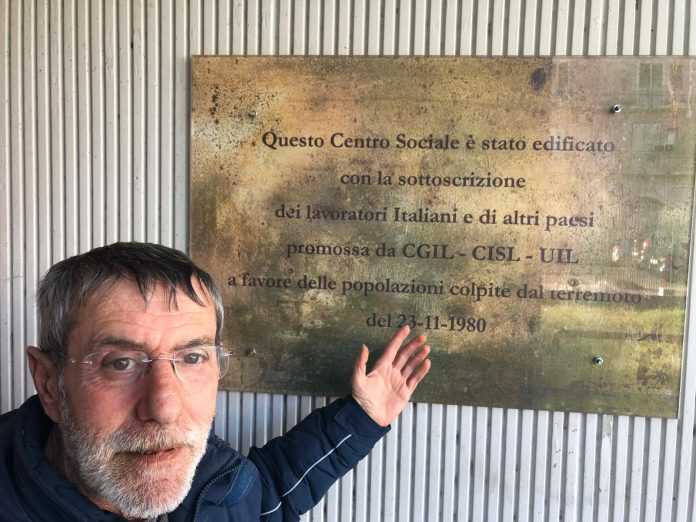 Questo Centro Sociale è stato edificato
con la sottoscrizione
dei lavoratori Italiani e di altri paesi
promossa da CGIL - CISL - UIL
a favore delle popolazioni colpite dal terremoto
del 23-11-1980